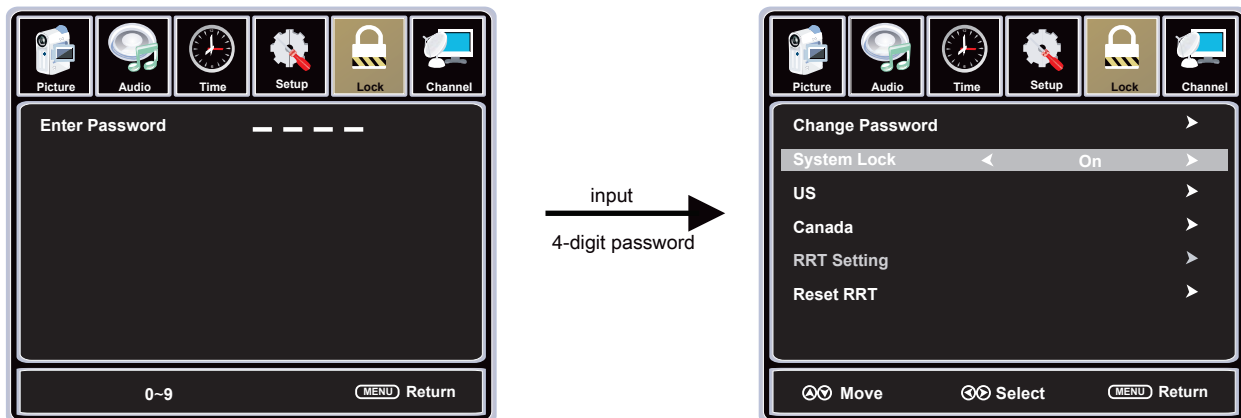 Picture Audio Time Setup Lock Channel
Enter Password _ _ _ _
0~9 MENU Return
input
4-digit password
Picture Audio Time Setup Lock Channel
Change Password
System Lock On
US
Canada
RRT Setting
Reset RRT
Move Select MENU Return